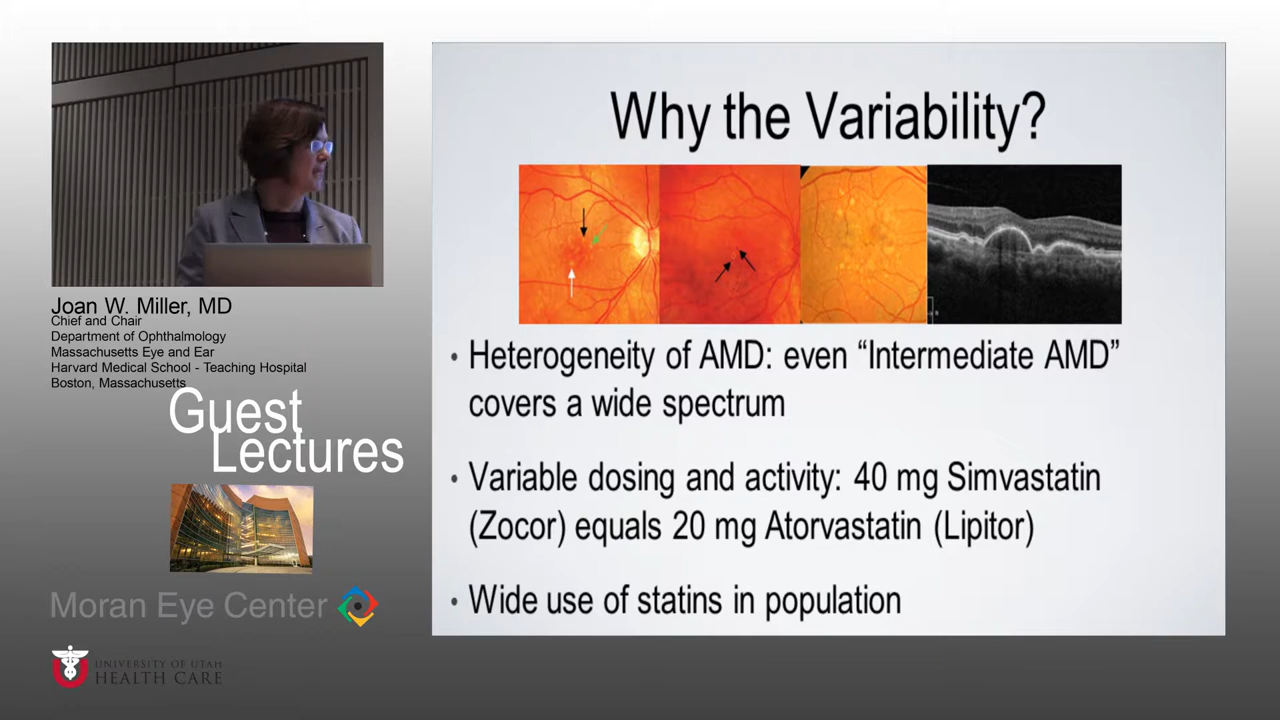 Joan W. Miller, MD
Chief and Chair
Department of Ophthalmology
Massachusetts Eye and Ear
Harvard Medical School - Teaching Hospital
Boston, Massachusetts
Guest
Lectures
Moran Eye Center
UNIVERSITY OF UTAH
HEALTH CARE
Why the Variability?
• Heterogeneity of AMD: even “Intermediate AMD”
covers a wide spectrum
• Variable dosing and activity: 40 mg Simvastatin
(Zocor) equals 20 mg Atorvastatin (Lipitor)
• Wide use of statins in population